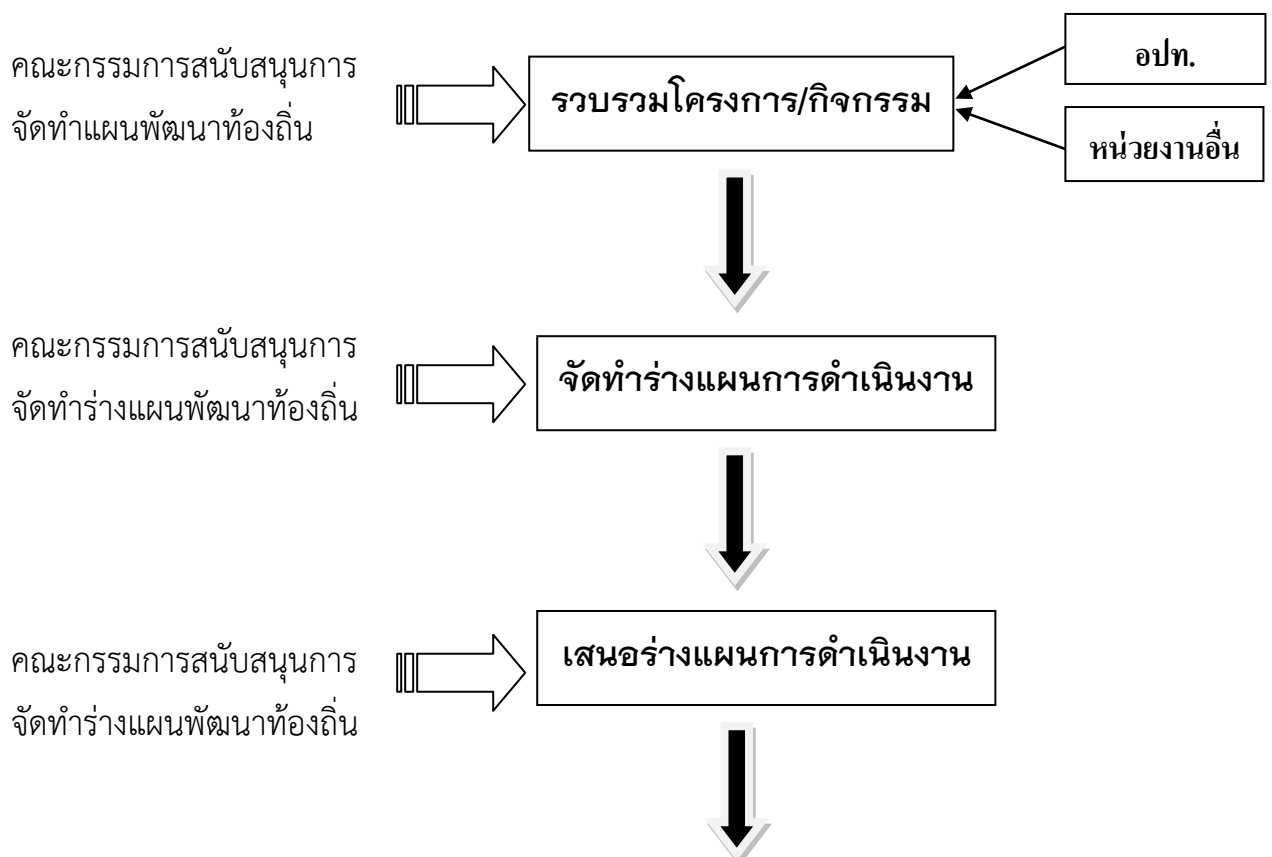 คณะกรรมการสนับสนุนการ
จัดทำแผนพัฒนาท้องถิ่น
รวบรวมโครงการ/กิจกรรม
อปท.
หน่วยงานอื่น
คณะกรรมการสนับสนุนการ
จัดทำร่างแผนพัฒนาท้องถิ่น
จัดทำร่างแผนการดำเนินงาน
คณะกรรมการสนับสนุนการ
จัดทำร่างแผนพัฒนาท้องถิ่น
เสนอร่างแผนการดำเนินงาน